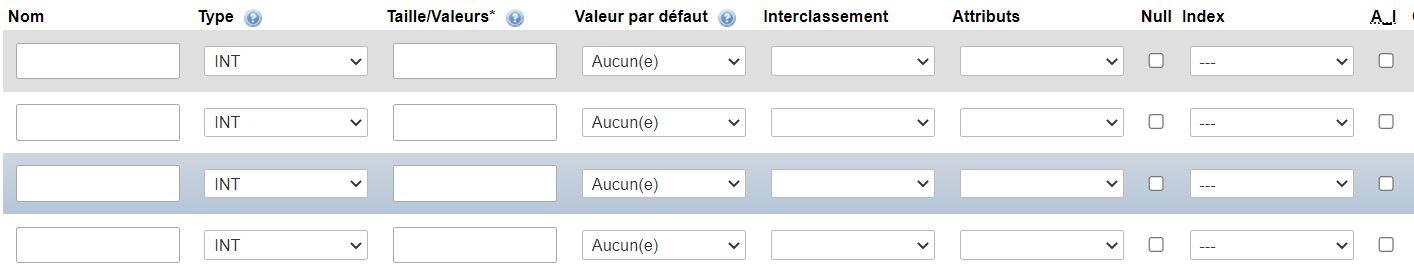 Nom Type Taille/Valeurs* Valeur par défaut Interclassement Attributs Null Index A_I
INT Aucun(e) ---
INT Aucun(e) ---
INT Aucun(e) ---
INT Aucun(e) ---